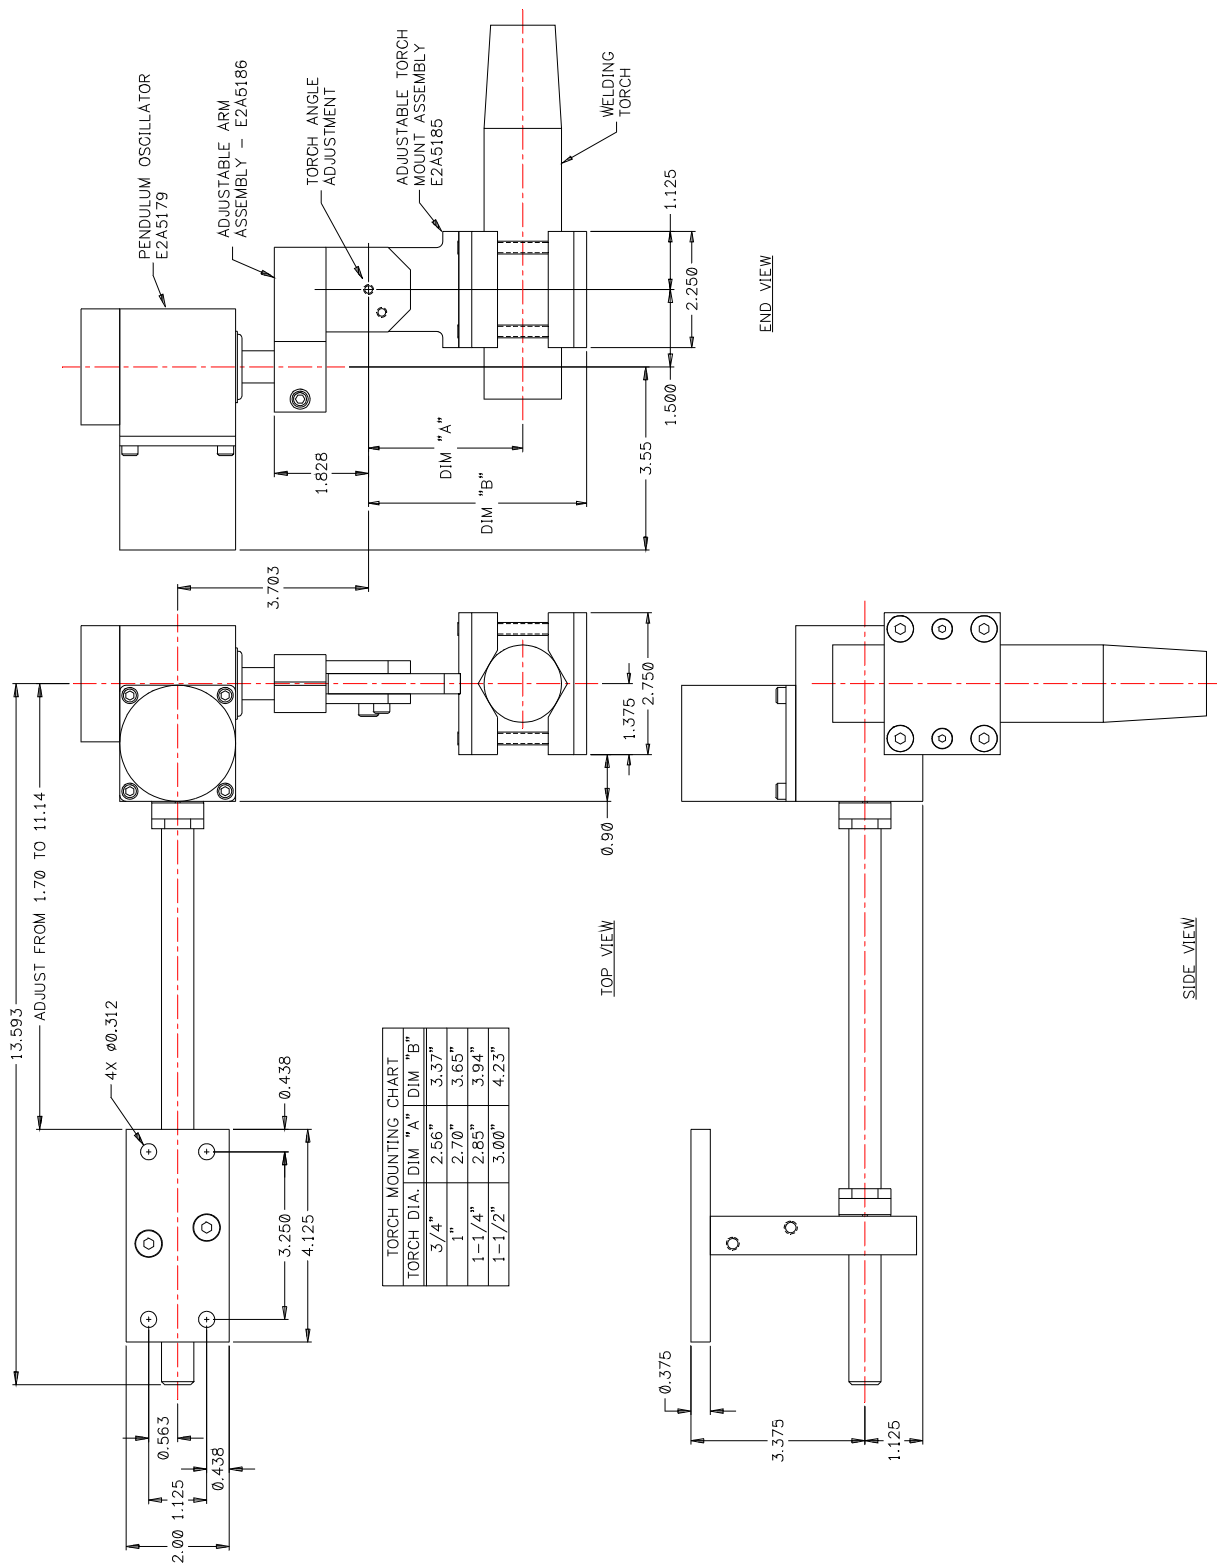 PENDULUM OSCILLATOR
E2A5179
ADJUSTABLE ARM
ASSEMBLY - E2A5186
TORCH ANGLE
ADJUSTMENT
ADJUSTABLE TORCH
MOUNT ASSEMBLY
E2A5185
WELDING
TORCH
1.125
2.250
1.500
3.55
1.828
DIM "A"
DIM "B"
END VIEW
3.703
13.593
ADJUST FROM 1.70 TO 11.14
4X Ø0.312
0.438
3.250
4.125
0.563
0.438
1.125
2.00
1.375
2.750
0.90
TOP VIEW
TORCH MOUNTING CHART
TORCH DIA. DIM "A" DIM "B"
3/4" 2.56" 3.37"
1" 2.70" 3.65"
1-1/4" 2.85" 3.94"
1-1/2" 3.00" 4.23"
0.375
3.375
1.125
SIDE VIEW